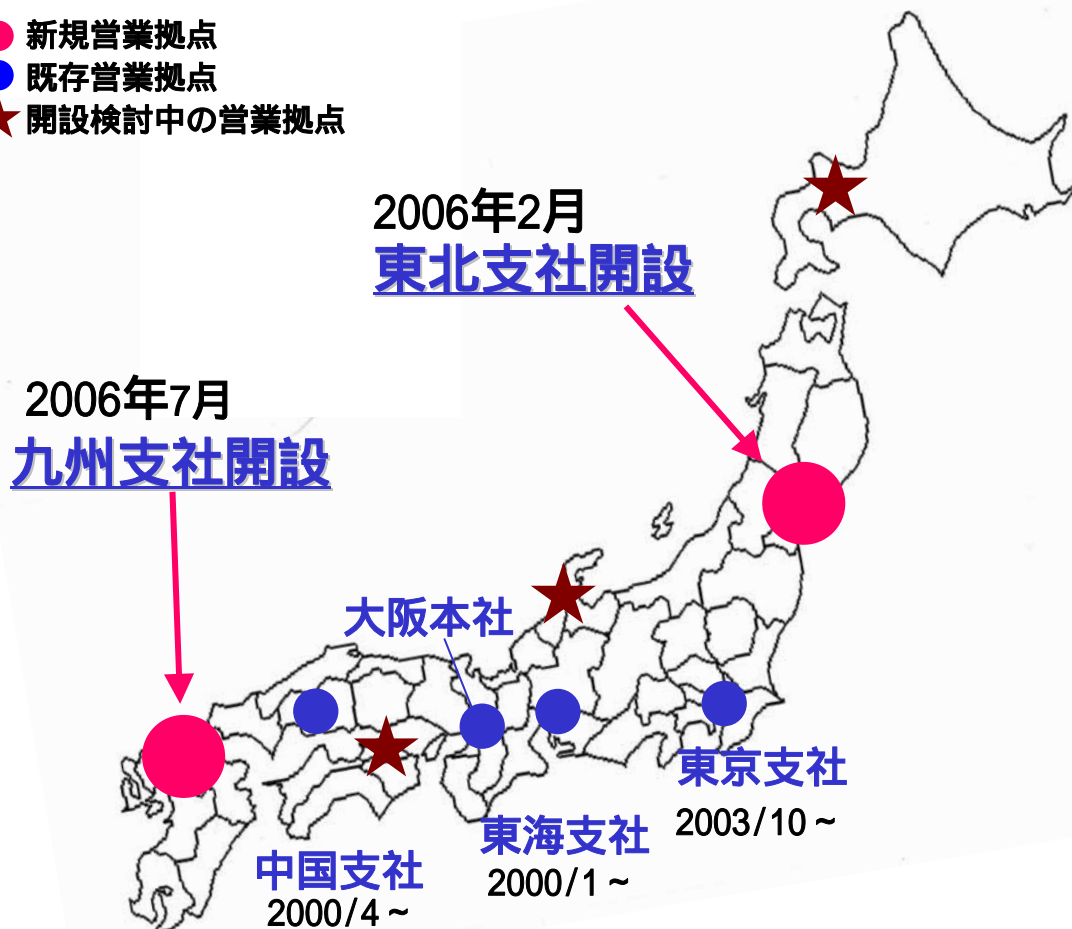 新規営業拠点
既存営業拠点
開設検討中の営業拠点
2006年2月
東北支社開設
2006年7月
九州支社開設
大阪本社
東京支社
2003/10～
東海支社
2000/1～
中国支社
2000/4～